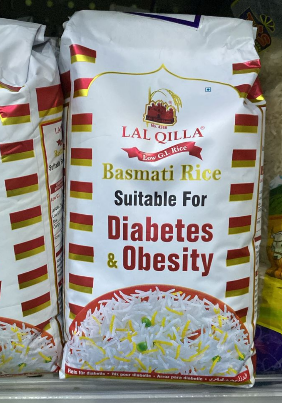 LAL QILLA
Low G.I. Rice
Basmati Rice
Suitable For
Diabetes
& Obesity